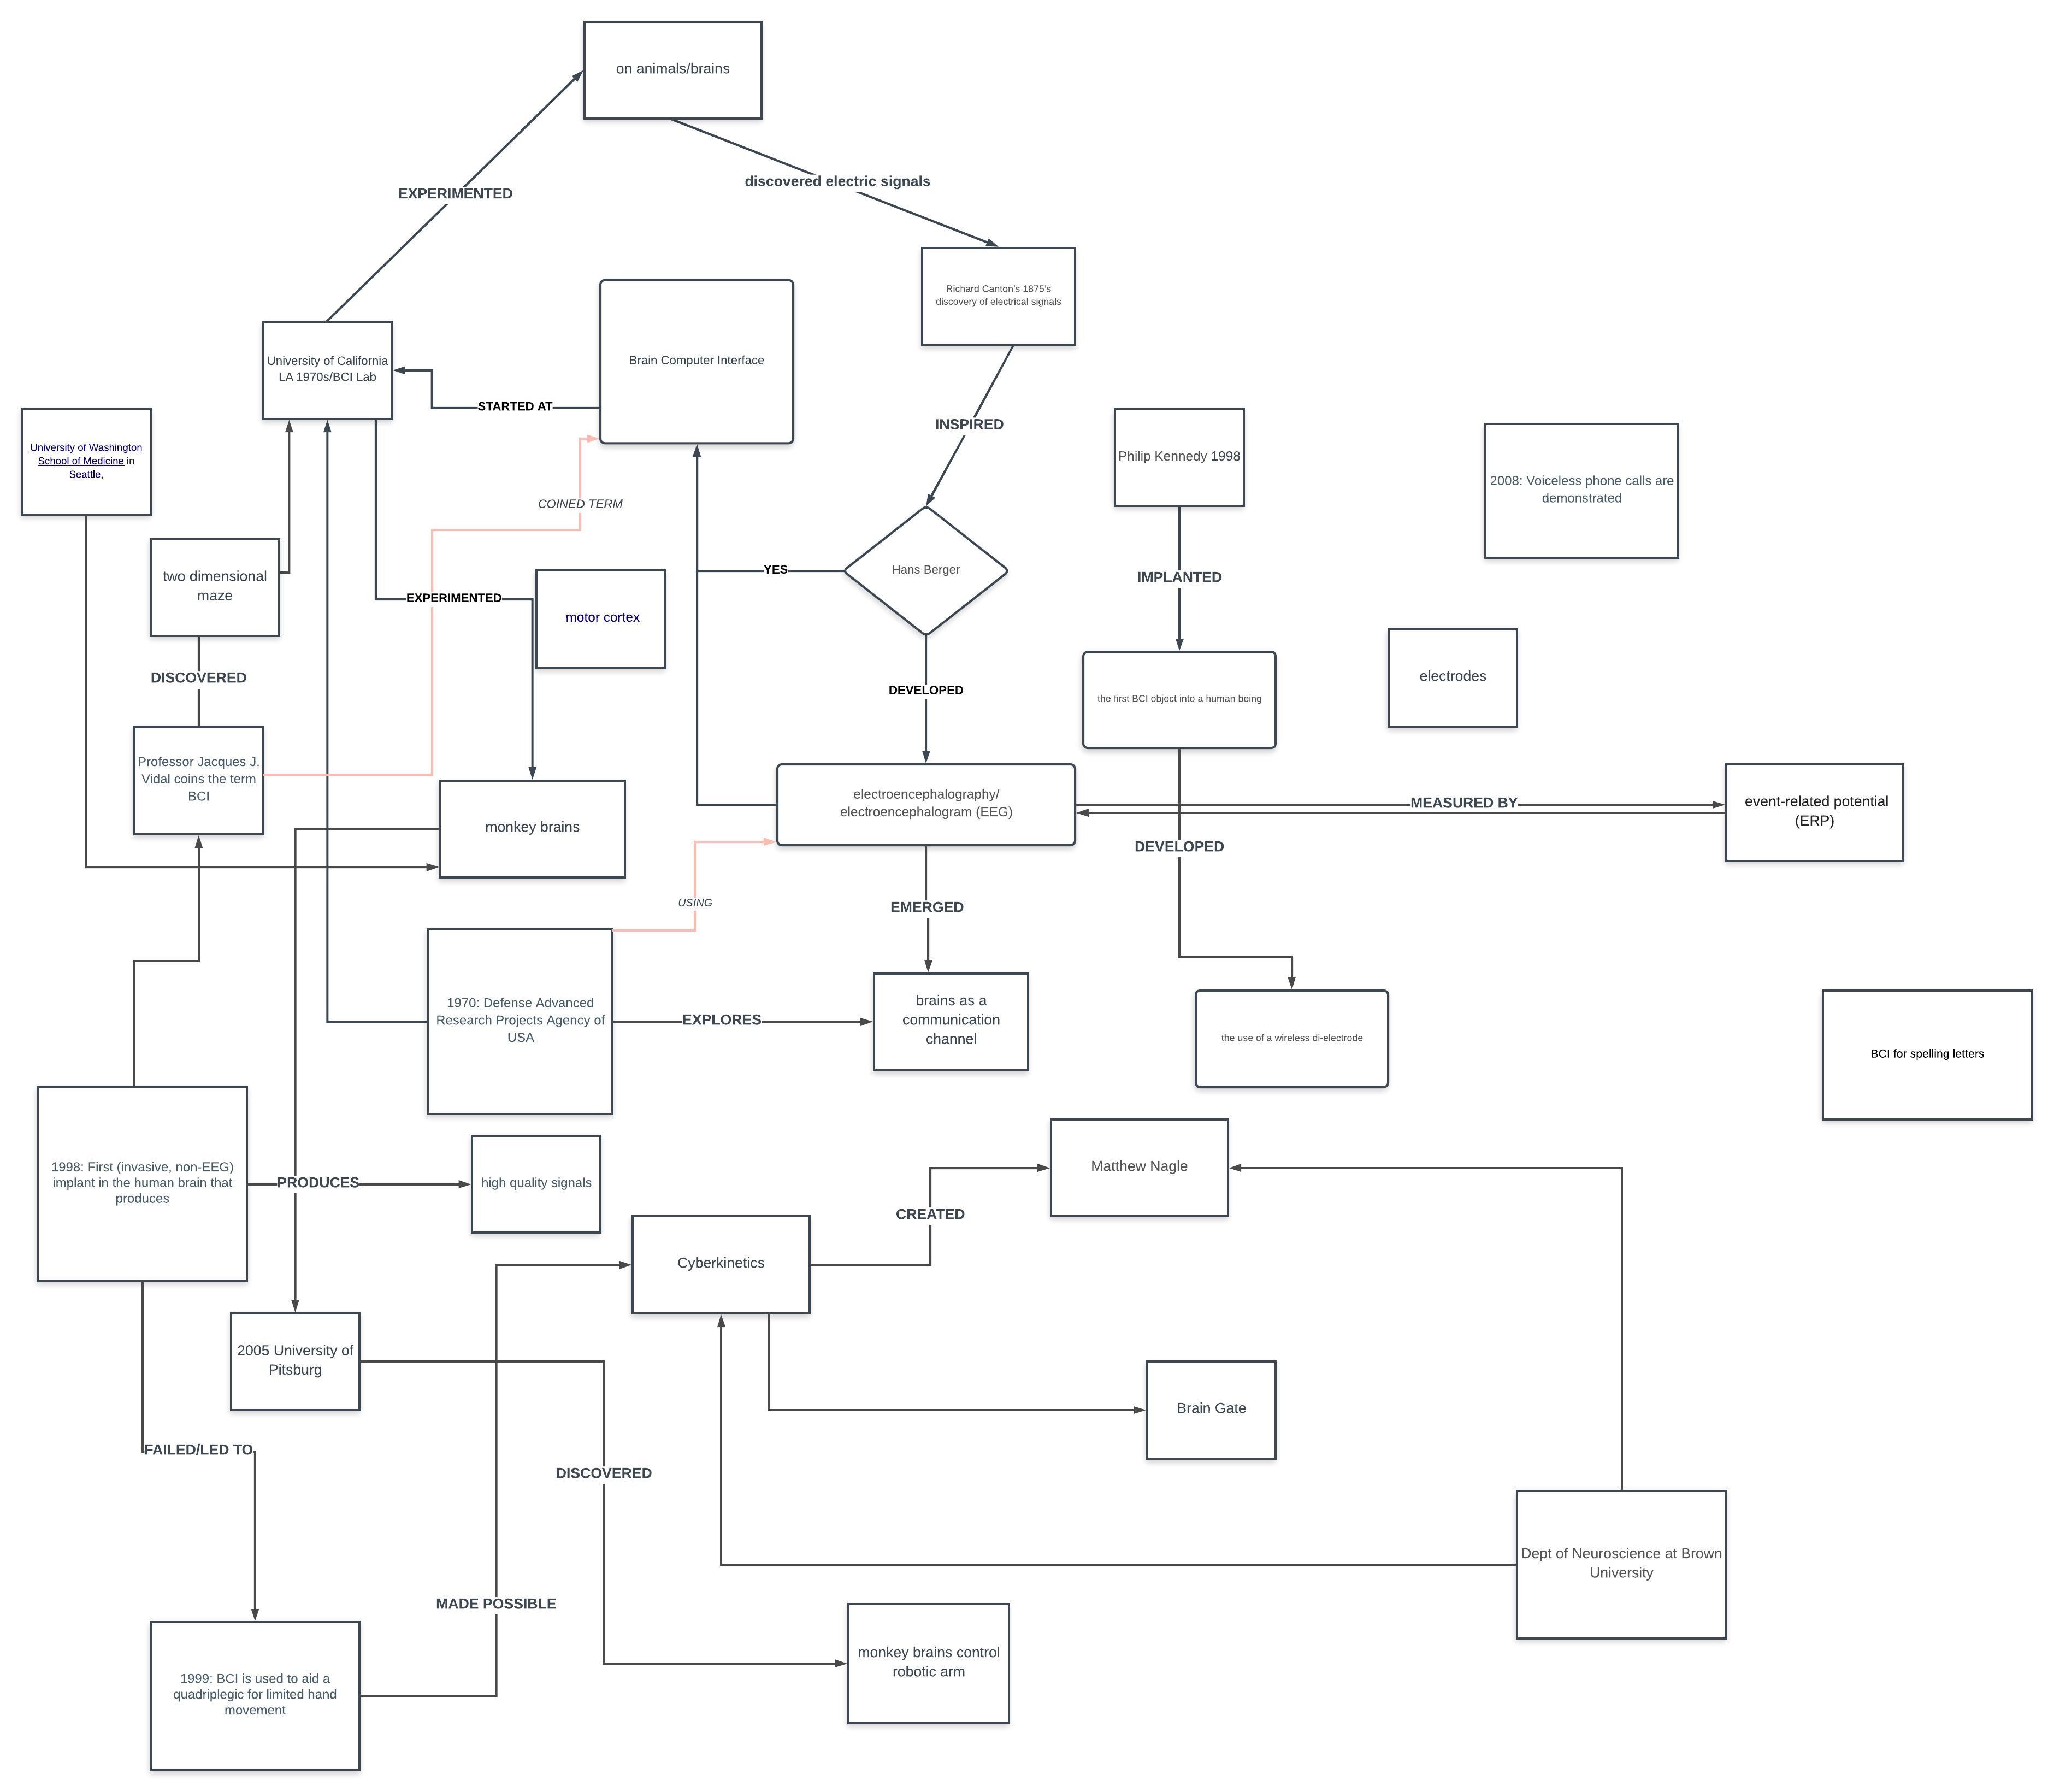 on animals/brains
discovered electric signals
EXPERIMENTED
Richard Canton's 1875's
discovery of electrical signals
University of California
LA 1970s/BCI Lab
Brain Computer Interface
STARTED AT
INSPIRED
University of Washington
School of Medicine in
Seattle,
Philip Kennedy 1998
2008: Voiceless phone calls are
demonstrated
COINED TERM
two dimensional
maze
EXPERIMENTED
motor cortex
YES
Hans Berger
IMPLANTED
DISCOVERED
DEVELOPED
the first BCI object into a human being
electrodes
Professor Jacques J.
Vidal coins the term
BCI
monkey brains
electroencephalography/
electroencephalogram (EEG)
MEASURED BY
event-related potential
(ERP)
DEVELOPED
USING
EMERGED
1970: Defense Advanced
Research Projects Agency of
USA
EXPLORES
brains as a
communication
channel
the use of a wireless di-electrode
BCI for spelling letters
1998: First (invasive, non-EEG)
implant in the human brain that
produces
PRODUCES
high quality signals
Matthew Nagle
CREATED
Cyberkinetics
2005 University of
Pitsburg
Brain Gate
FAILED/LED TO
DISCOVERED
Dept of Neuroscience at Brown
University
MADE POSSIBLE
monkey brains control
robotic arm
1999: BCI is used to aid a
quadriplegic for limited hand
movement